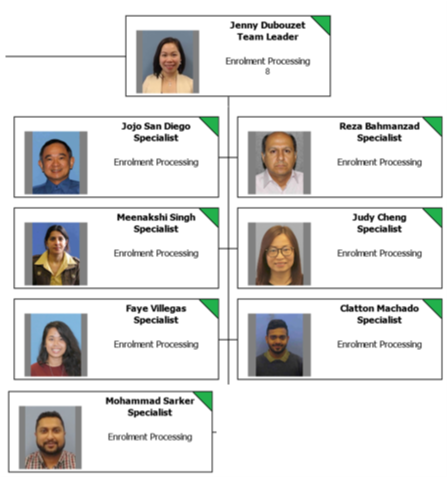 Jenny Dubouzet
Team Leader
Enrolment Processing
8
Jojo San Diego
Specialist
Enrolment Processing
Reza Bahmanzad
Specialist
Enrolment Processing
Meenakshi Singh
Specialist
Enrolment Processing
Judy Cheng
Specialist
Enrolment Processing
Faye Villegas
Specialist
Enrolment Processing
Clatton Machado
Specialist
Enrolment Processing
Mohammad Sarker
Specialist
Enrolment Processing